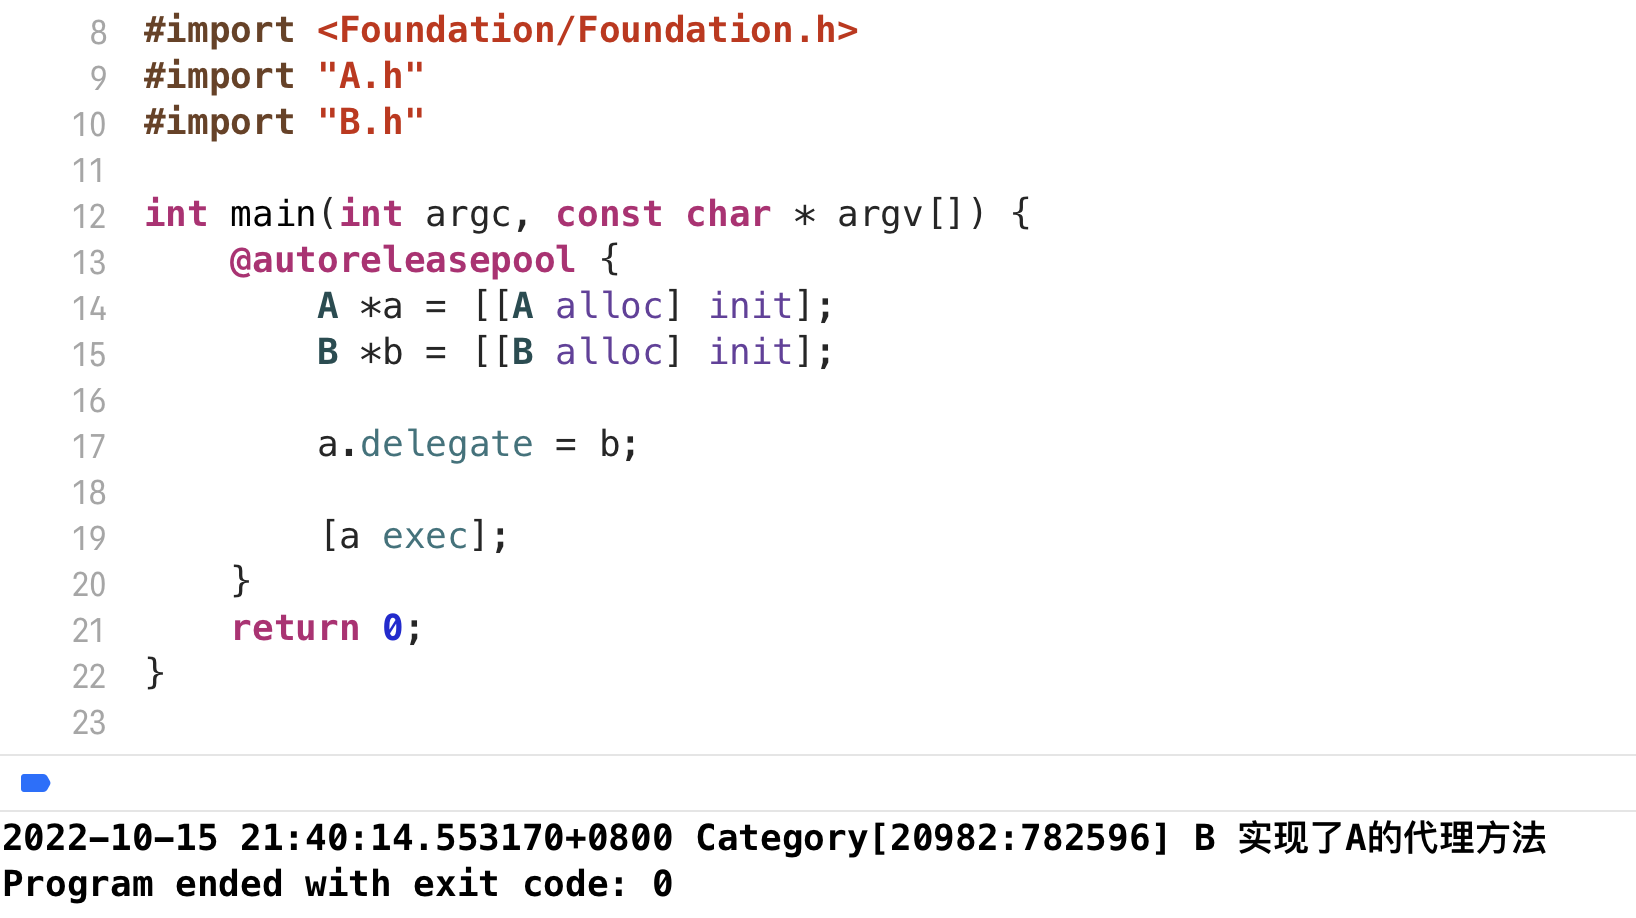 8 #import <Foundation/Foundation.h>
9 #import "A.h"
10 #import "B.h"
11
12 int main(int argc, const char * argv[]) {
13     @autoreleasepool {
14         A *a = [[A alloc] init];
15         B *b = [[B alloc] init];
16
17         a.delegate = b;
18
19         [a exec];
20     }
21     return 0;
22 }
23
2022-10-15 21:40:14.553170+0800 Category[20982:782596] B 实现了A的代理方法
Program ended with exit code: 0